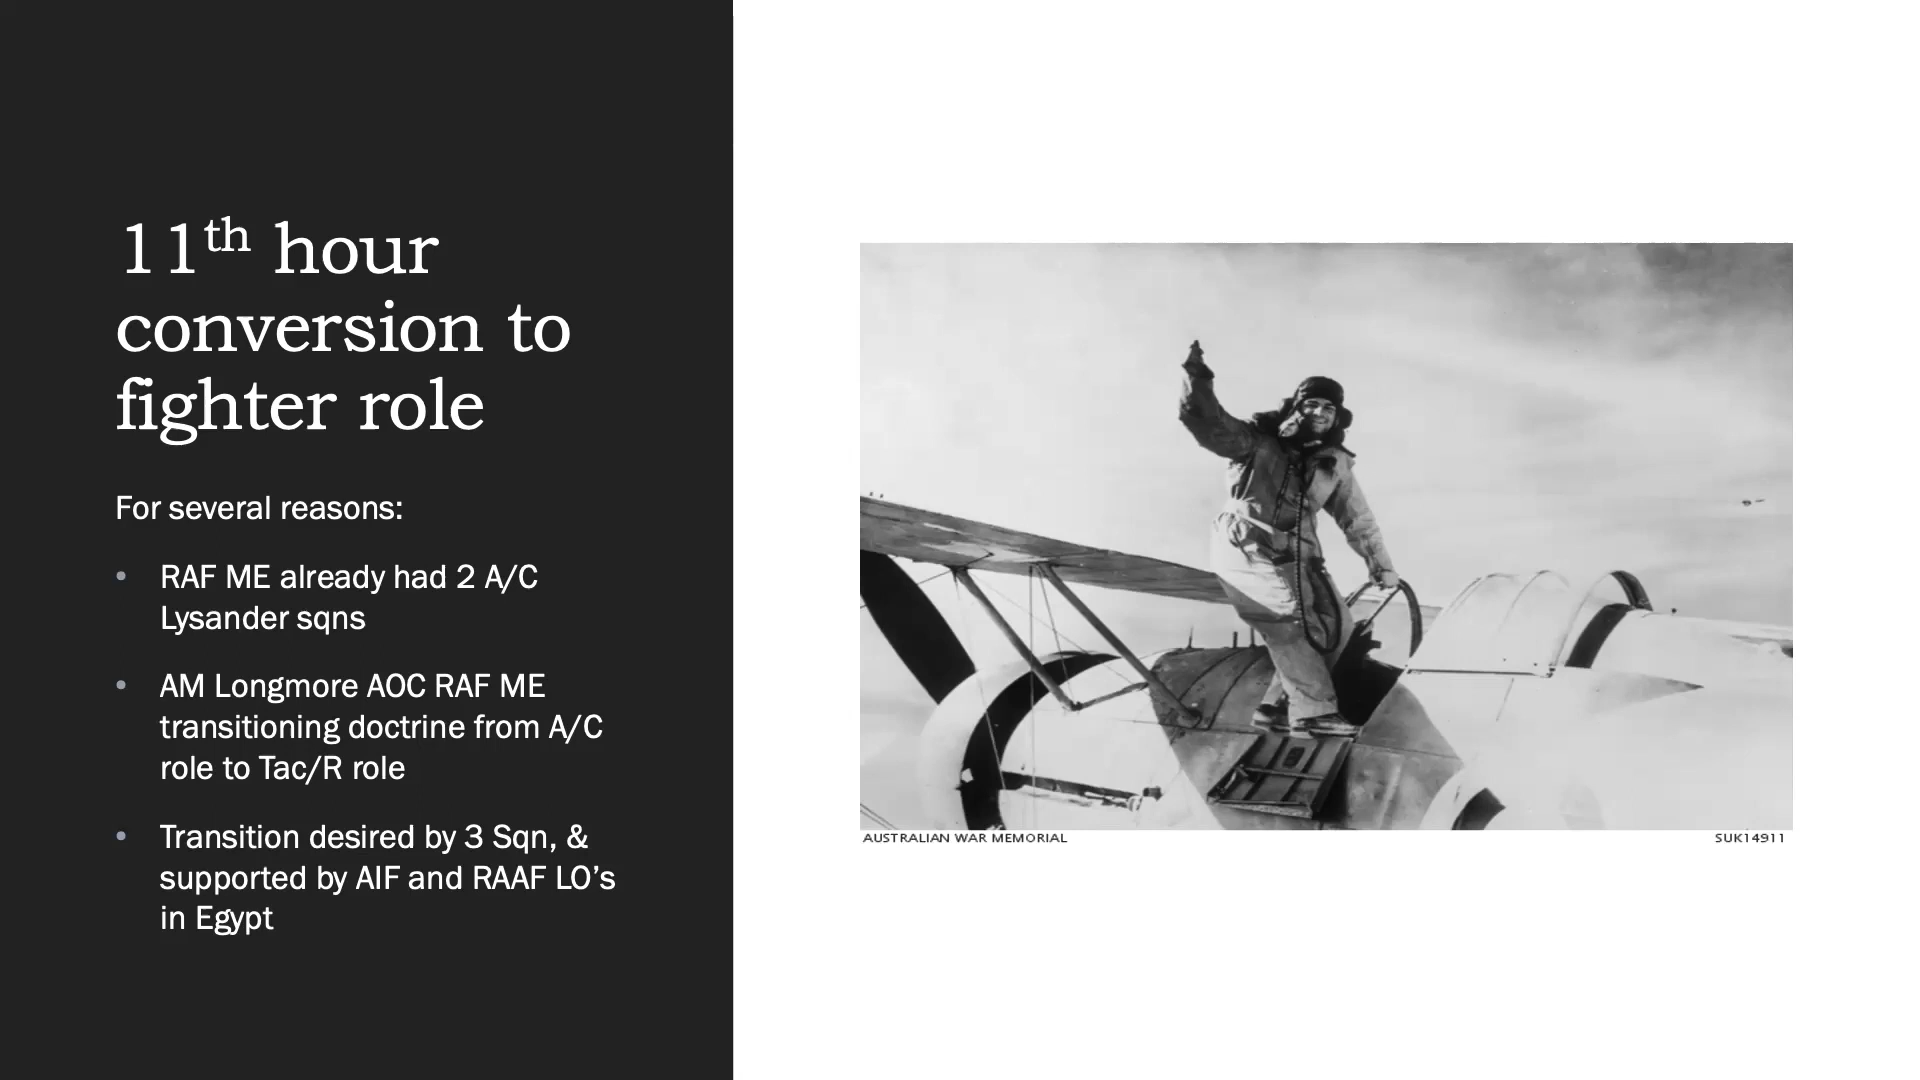 11th hour
conversion to
fighter role
For several reasons:
• RAF ME already had 2 A/C
Lysander sqns
• AM Longmore AOC RAF ME
transitioning doctrine from A/C
role to Tac/R role
• Transition desired by 3 Sqn, &
supported by AIF and RAAF LO’s
in Egypt
AUSTRALIAN WAR MEMORIAL SUK14911